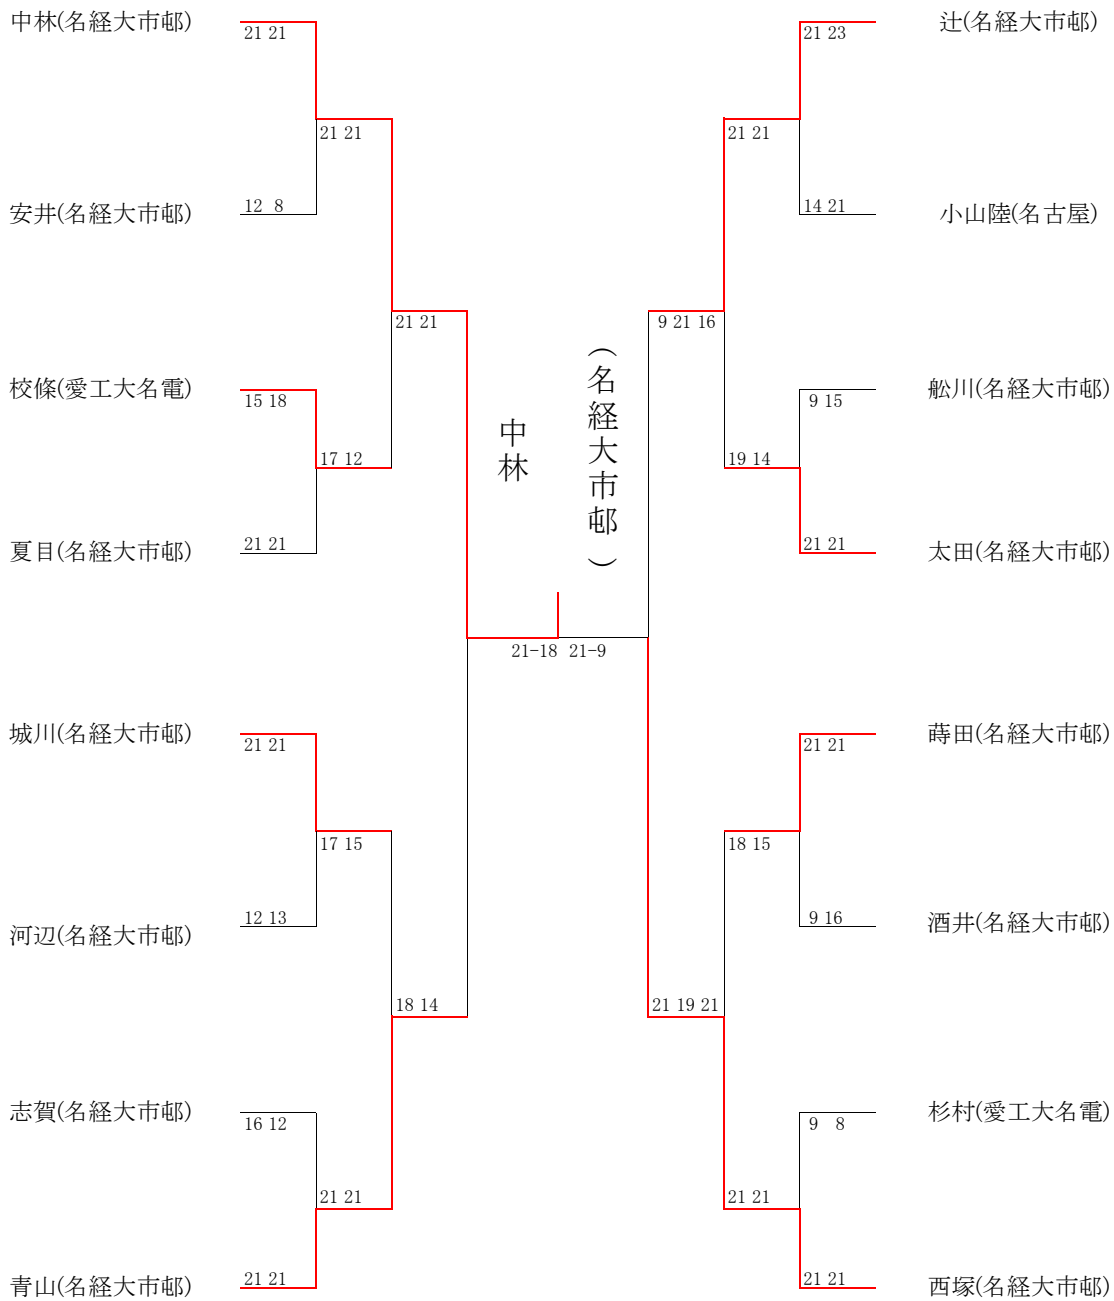 中林(名経大市邨)
21 21
21 21
12 8
安井(名経大市邨)
21 21
校條(愛工大名電)
15 18
17 12
21 21
夏目(名経大市邨)
城川(名経大市邨)
21 21
17 15
12 13
河辺(名経大市邨)
18 14
志賀(名経大市邨)
16 12
21 21
21 21
青山(名経大市邨)
中林
(名経大市邨)
21-18 21-9
辻(名経大市邨)
21 23
21 21
14 21
小山陸(名古屋)
9 21 16
舩川(名経大市邨)
9 15
19 14
21 21
太田(名経大市邨)
蒔田(名経大市邨)
21 21
18 15
9 16
酒井(名経大市邨)
21 19 21
杉村(愛工大名電)
9 8
21 21
21 21
西塚(名経大市邨)